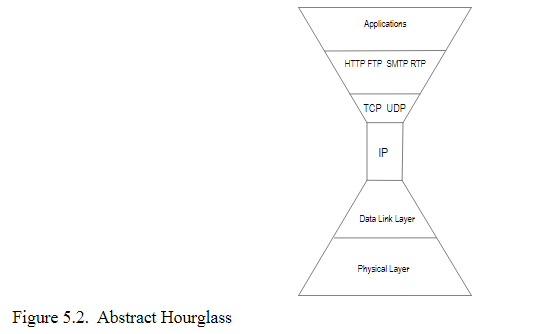 Applications
HTTP FTP SMTP RTP
TCP UDP
IP
Data Link Layer
Physical Layer
Figure 5.2. Abstract Hourglass